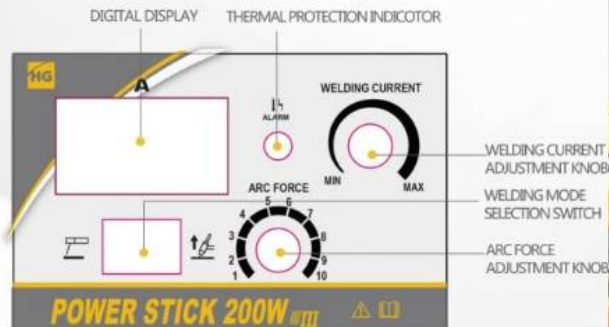 DIGITAL DISPLAY
THERMAL PROTECTION INDICOTOR
HG
A
ALARM
WELDING CURRENT
MIN
MAX
WELDING CURRENT
ADJUSTMENT KNOB
WELDING MODE
SELECTION SWITCH
ARC FORCE
1 2 3 4 5 6 7 8 9 10
ARC FORCE
ADJUSTMENT KNOB
POWER STICK 200W III